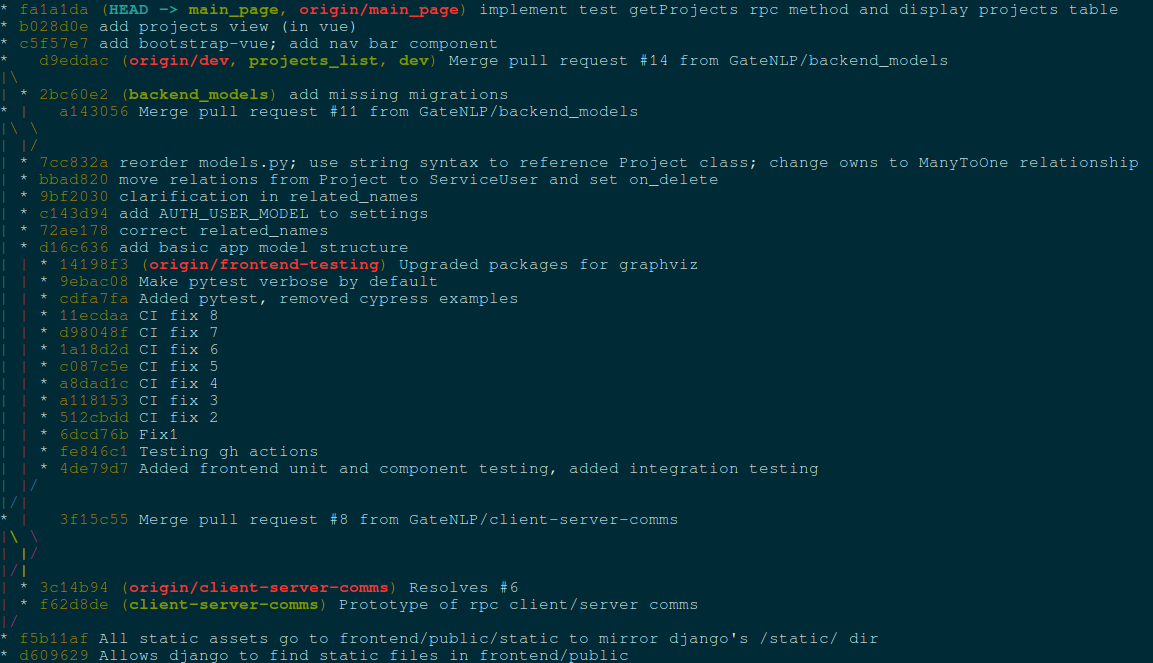 * fa1a1da (HEAD -> main_page, origin/main_page) implement test getProjects rpc method and display projects table
* b028d0e add projects view (in vue)
* c5f57e7 add bootstrap-vue; add nav bar component
*   d9eddac (origin/dev, projects_list, dev) Merge pull request #14 from GateNLP/backend_models
|\
| * 2bc60e2 (backend_models) add missing migrations
* |   a143056 Merge pull request #11 from GateNLP/backend_models
|\ \
| |/
| * 7cc832a reorder models.py; use string syntax to reference Project class; change owns to ManyToOne relationship
| * bbad820 move relations from Project to ServiceUser and set on_delete
| * 9bf2030 clarification in related_names
| * c143d94 add AUTH_USER_MODEL to settings
| * 72ae178 correct related_names
| * d16c636 add basic app model structure
| | * 14198f3 (origin/frontend-testing) Upgraded packages for graphviz
| | * 9ebac08 Make pytest verbose by default
| | * cdfa7fa Added pytest, removed cypress examples
| | * 11ecdaa CI fix 8
| | * d98048f CI fix 7
| | * 1a18d2d CI fix 6
| | * c087c5e CI fix 5
| | * a8dad1c CI fix 4
| | * a118153 CI fix 3
| | * 512cbdd CI fix 2
| | * 6dcd76b Fix1
| | * fe846c1 Testing gh actions
| | * 4de79d7 Added frontend unit and component testing, added integration testing
| |/
|/|
* |   3f15c55 Merge pull request #8 from GateNLP/client-server-comms
|\ \
| |/
|/|
| * 3c14b94 (origin/client-server-comms) Resolves #6
| * f62d8de (client-server-comms) Prototype of rpc client/server comms
|/
* f5b11af All static assets go to frontend/public/static to mirror django's /static/ dir
* d609629 Allows django to find static files in frontend/public